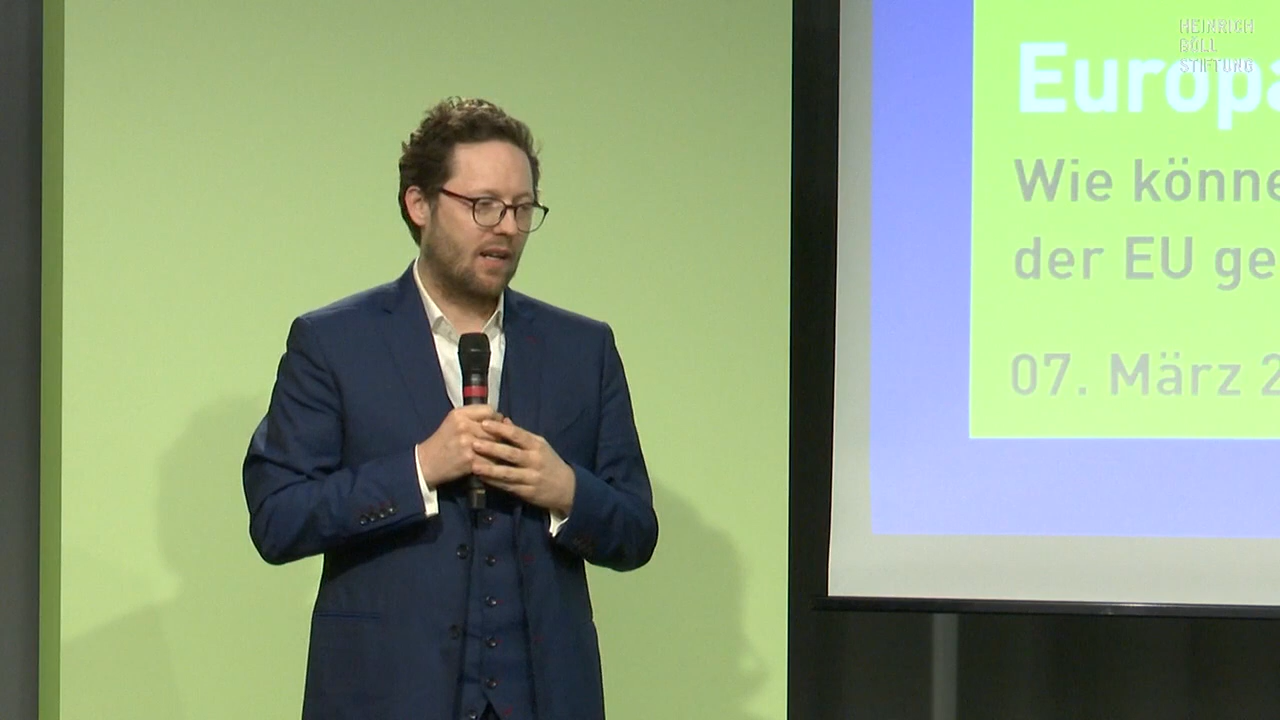 HEINRICH
BÖLL
STIFTUNG
Europa
Wie könne
der EU ge
07. März 2